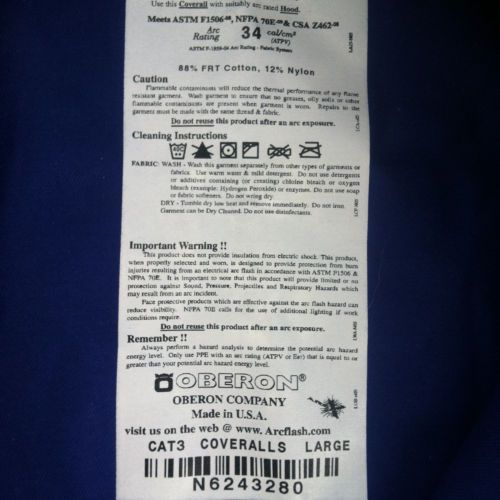 Use this Coverall with suitably arc rated Hood.
Meets ASTM F1506-08, NFPA 70E-09 & CSA Z462-08
Arc Rating 34 cal/cm² (ATPV)
ASTM F-1959-04 Arc Rating - Fabric System
88% FRT Cotton, 12% Nylon
Caution
Flammable contaminants will reduce the thermal performance of any flame
resistant garment. Wash garment to ensure that no greases, oily soils or other
flammable contaminants are present when garment is worn. Repairs to the
garment must be made with the same thread & fabric.
Do not reuse this product after an arc exposure.
Cleaning Instructions
FABRIC: WASH - Wash this garment separately from other types of garments or
fabrics. Use warm water & mild detergent. Do not use detergents
or additives containing (or creating) chlorine bleach or oxygen
bleach (example: Hydrogen Peroxide) or enzymes. Do not use soap
or fabric softeners. Do not wring dry.
DRY - Tumble dry low heat and remove immediately. Do not iron.
Garment can be Dry Cleaned. Do not use disinfectants.
Important Warning !!
This product does not provide insulation from electric shock. This product,
when properly selected and worn, is designed to provide protection from burn
injuries resulting from an electrical arc flash in accordance with ASTM F1506 &
NFPA 70E. It is important to note that this product will provide limited or no
protection against Sound, Pressure, Projectiles and Respiratory Hazards which
may result from an arc incident.
Face protective products which are effective against the arc flash hazard can
reduce visibility. NFPA 70E calls for the use of additional lighting if work
conditions require.
Do not reuse this product after an arc exposure.
Remember !!
Always perform a hazard analysis to determine the potential arc hazard
energy level. Only use PPE with an arc rating (ATPV or EBT) that is equal to or
greater than your potential arc hazard energy level.
OBERON®
OBERON COMPANY
Made in U.S.A.
visit us on the web @ www.Arcflash.com
CAT3 COVERALLS LARGE
N6243280